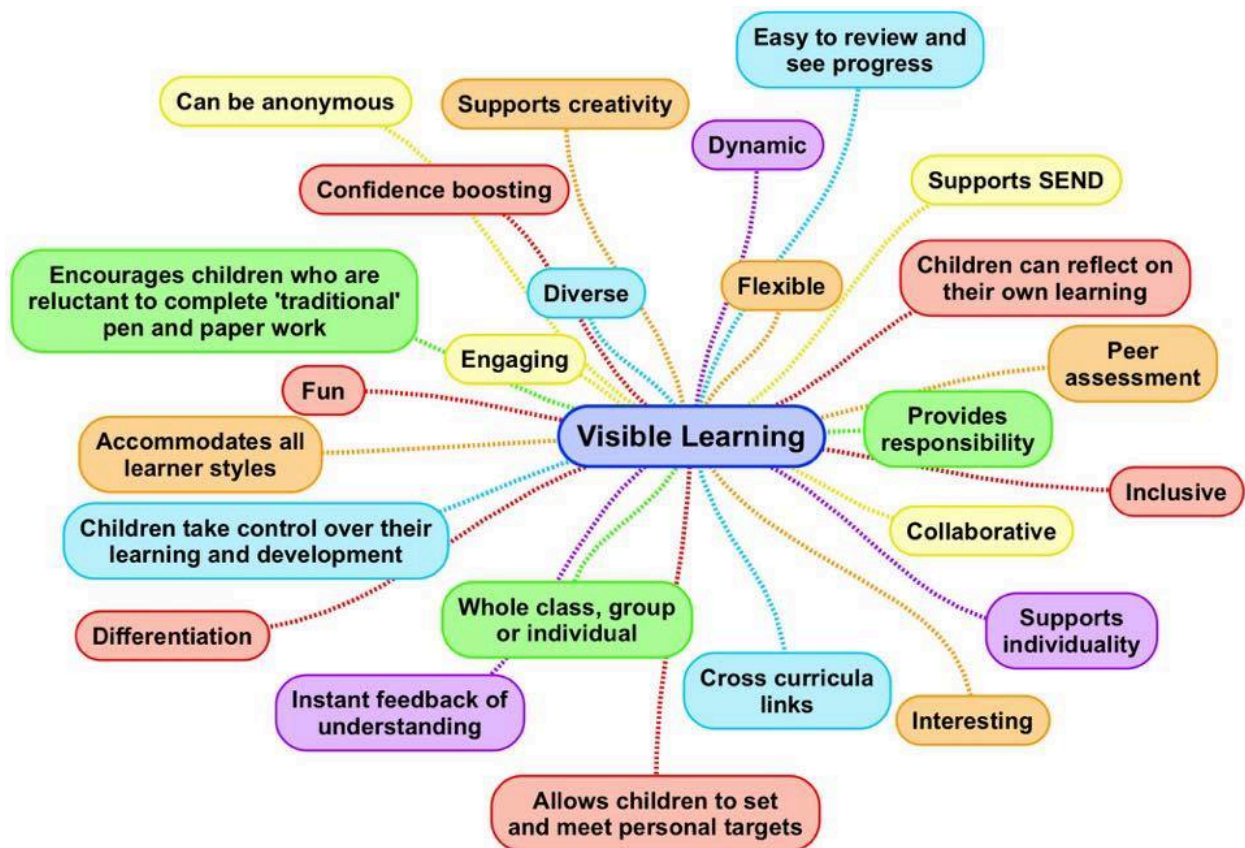 Easy to review and
see progress
Can be anonymous
Supports creativity
Dynamic
Confidence boosting
Supports SEND
Encourages children who are
reluctant to complete 'traditional'
pen and paper work
Diverse
Flexible
Children can reflect on
their own learning
Engaging
Peer
assessment
Fun
Visible Learning
Provides
responsibility
Accommodates all
learner styles
Inclusive
Children take control over their
learning and development
Collaborative
Whole class, group
or individual
Differentiation
Supports
individuality
Instant feedback of
understanding
Cross curricula
links
Interesting
Allows children to set
and meet personal targets